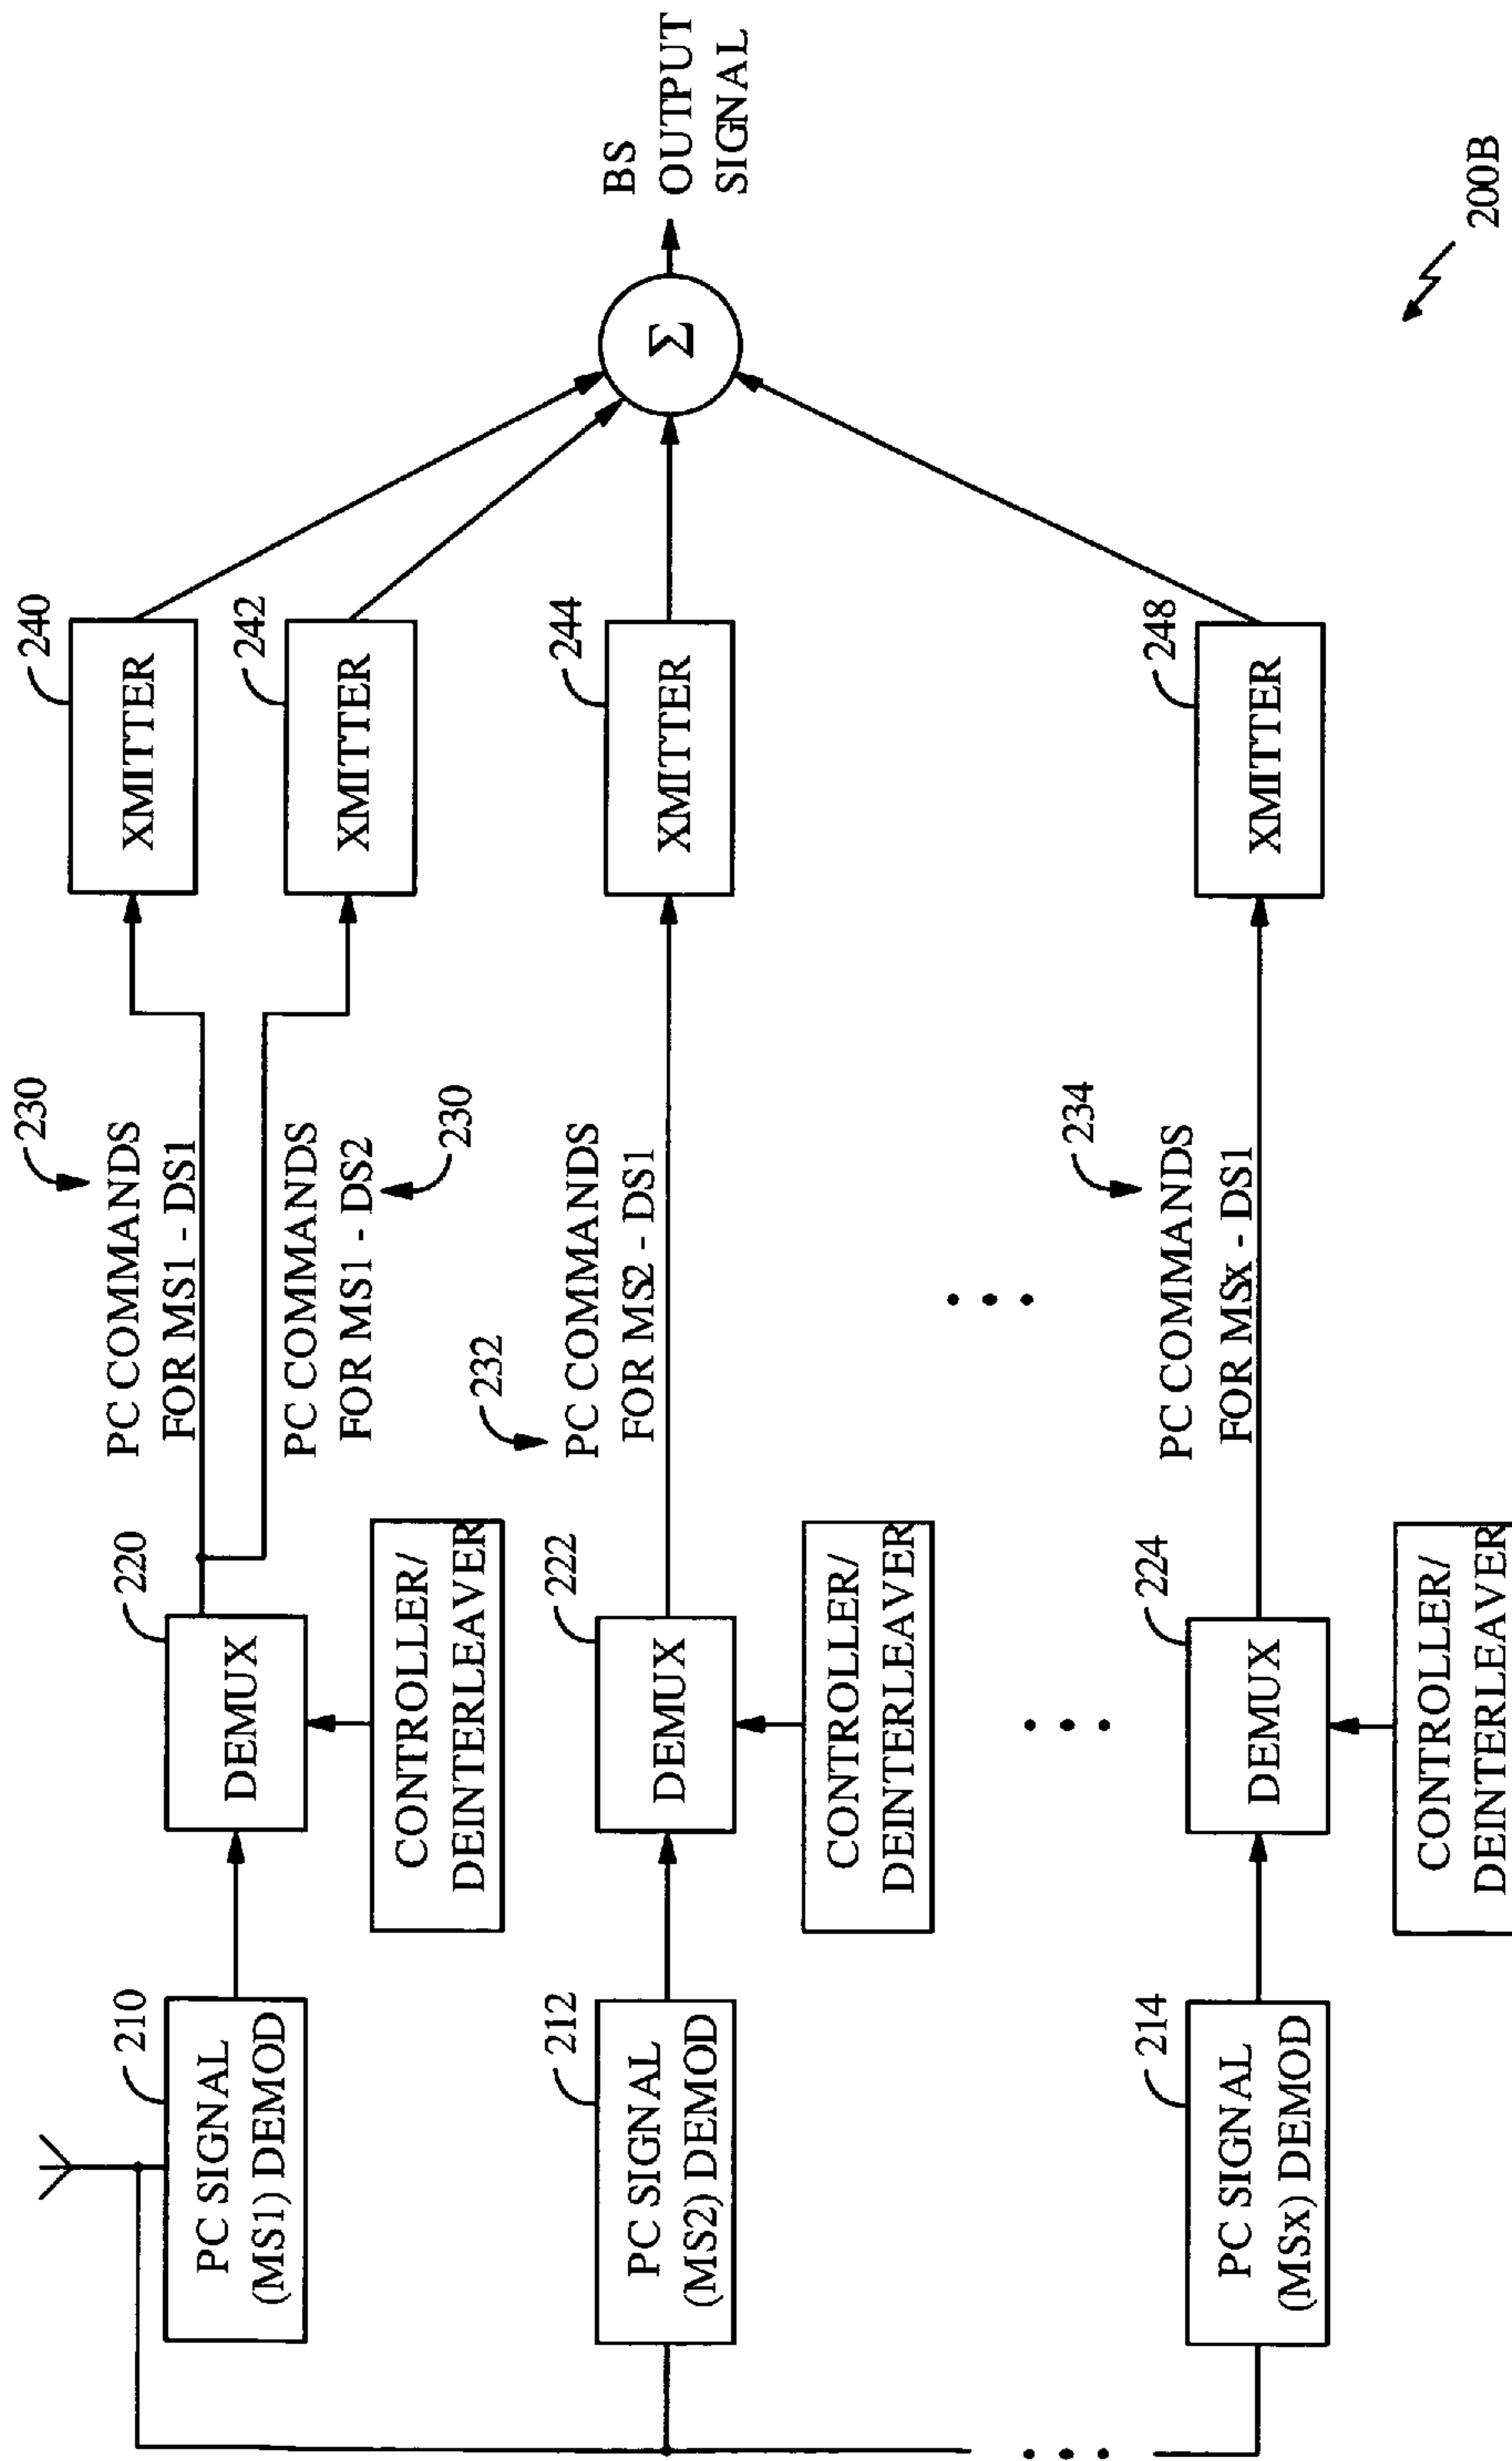 210
PC SIGNAL
(MS1) DEMOD
220
DEMUX
CONTROLLER/
DEINTERLEAVER
230
PC COMMANDS
FOR MS1 - DS1
PC COMMANDS
FOR MS1 - DS2
230
240
XMITTER
242
XMITTER
212
PC SIGNAL
(MS2) DEMOD
222
DEMUX
CONTROLLER/
DEINTERLEAVER
232
PC COMMANDS
FOR MS2 - DS1
244
XMITTER
Σ
BS
OUTPUT
SIGNAL
214
PC SIGNAL
(MSx) DEMOD
224
DEMUX
CONTROLLER/
DEINTERLEAVER
234
PC COMMANDS
FOR MSx - DS1
248
XMITTER
200B